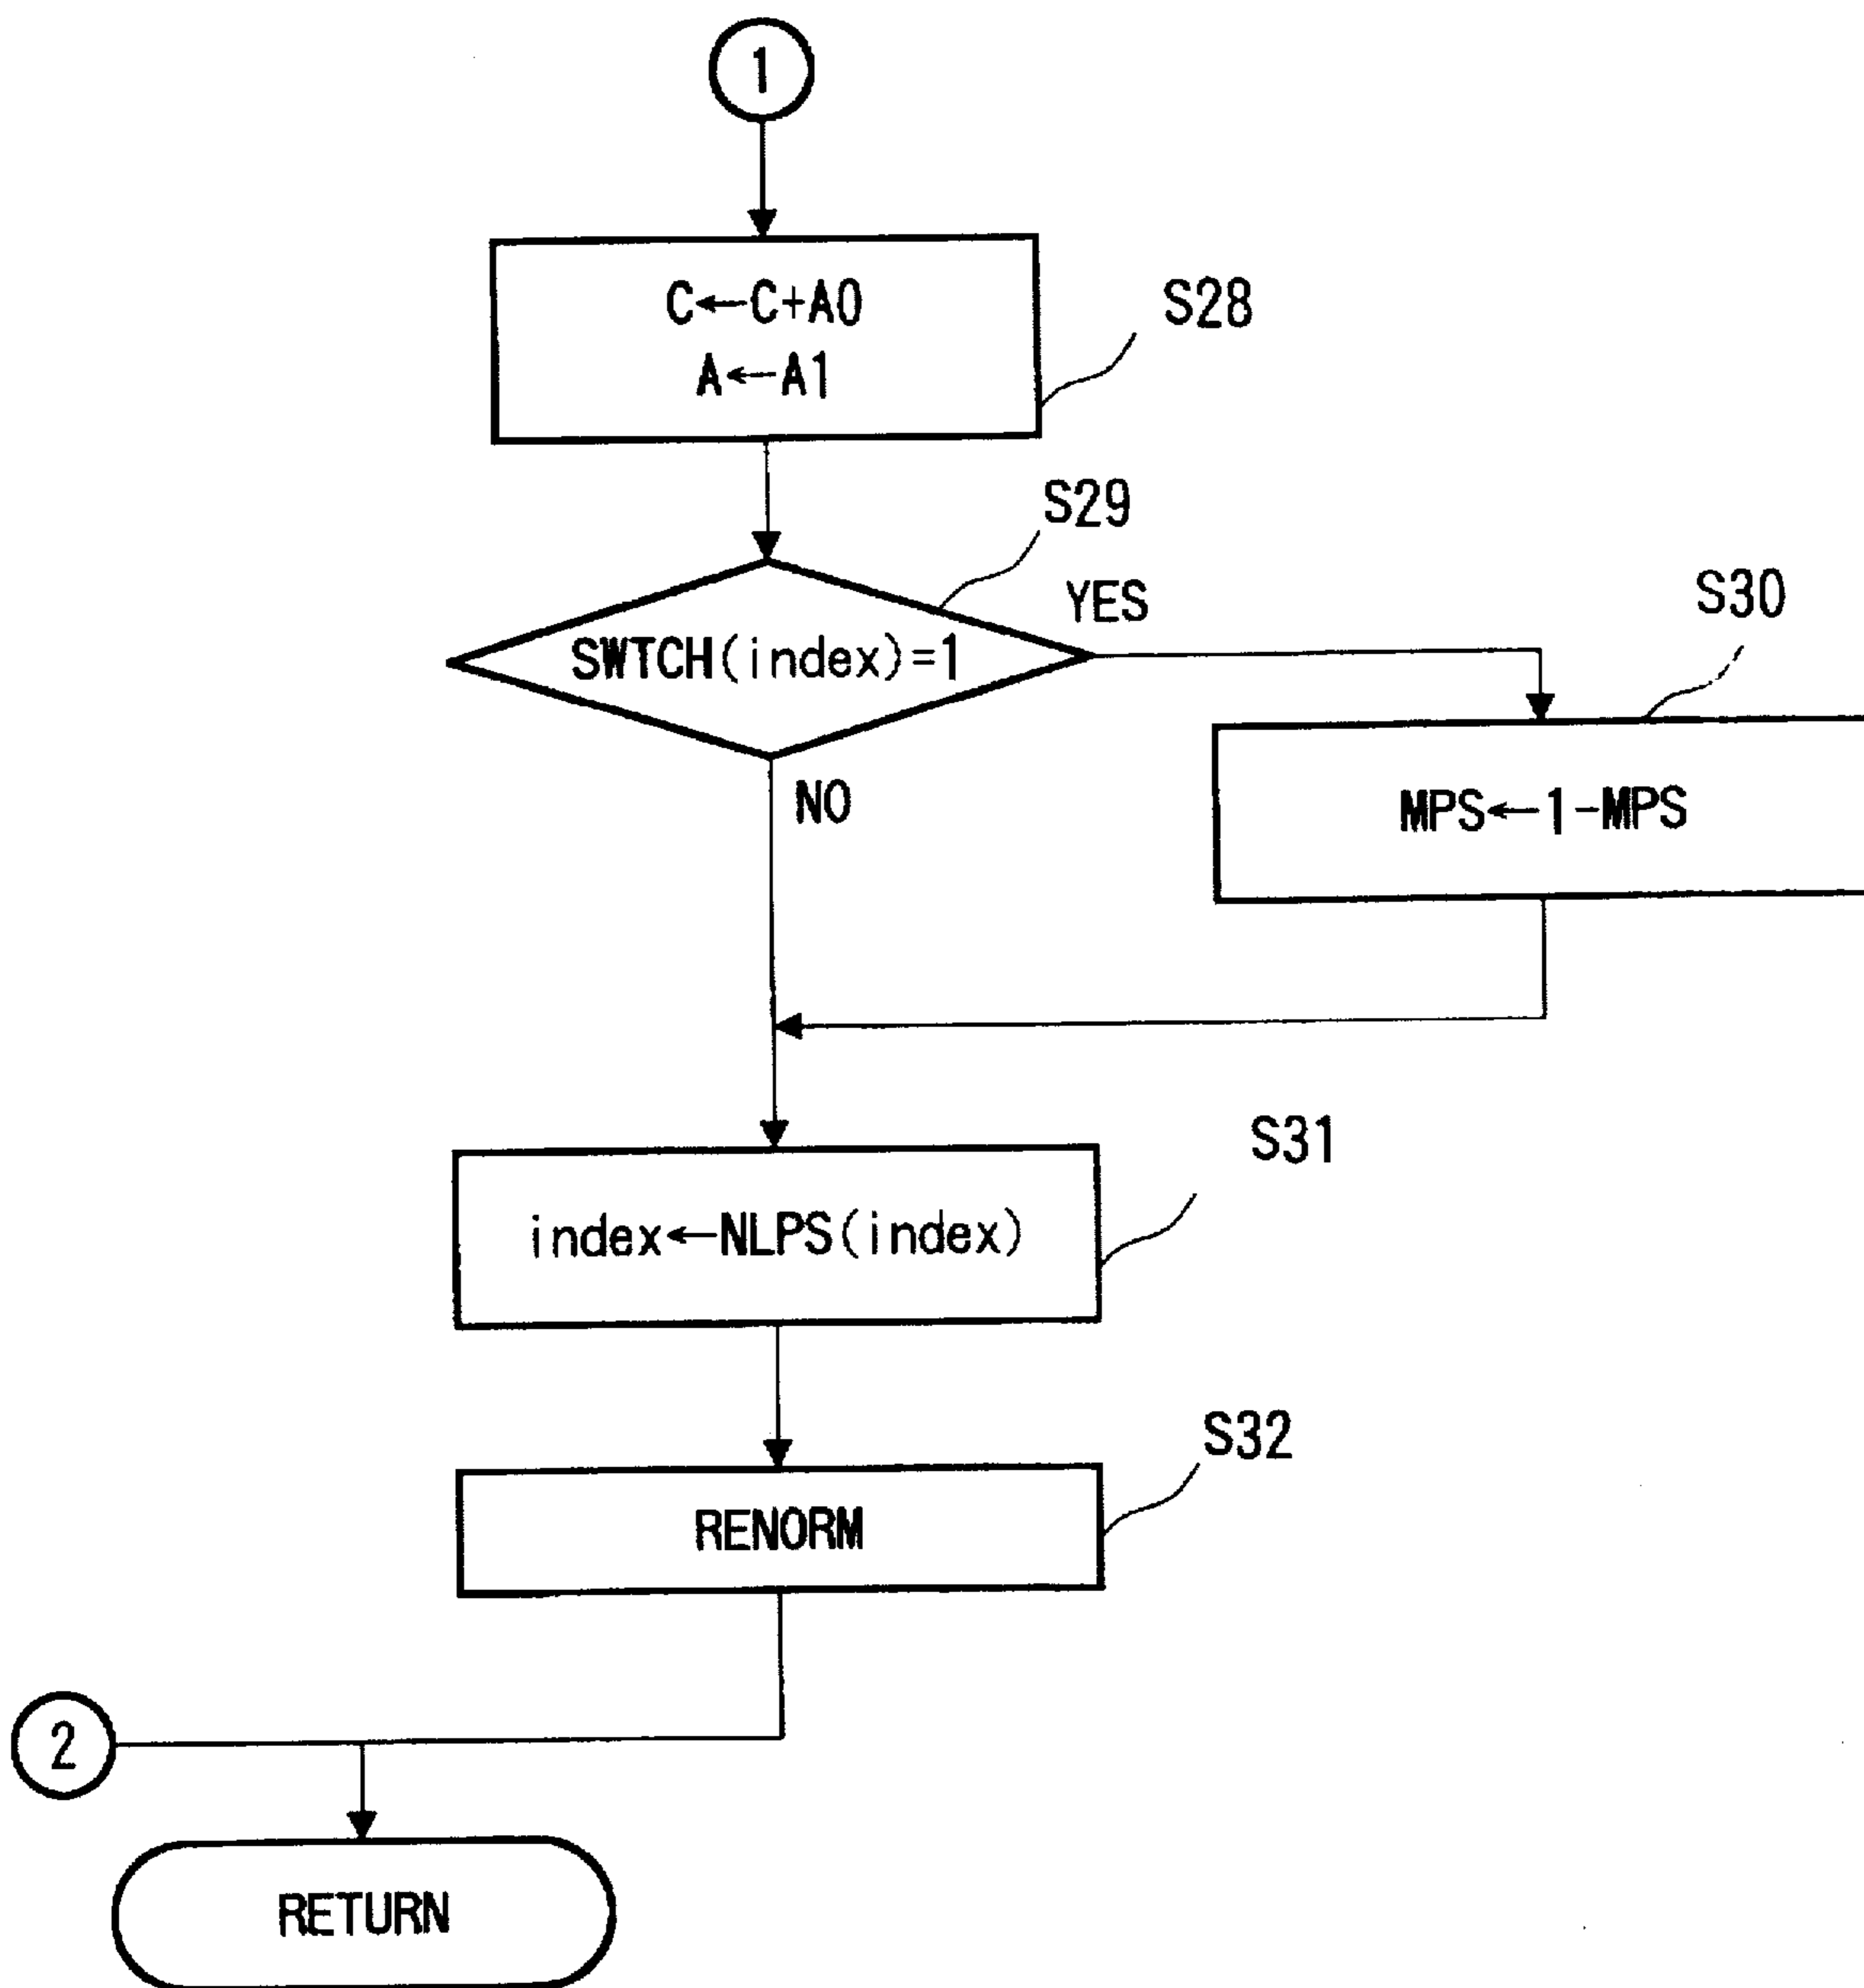 1
C←C+A0
A←A1
S28
S29
SWTCH(index)=1
YES
NO
S30
MPS←1-MPS
S31
index←NLPS(index)
S32
RENORM
2
RETURN